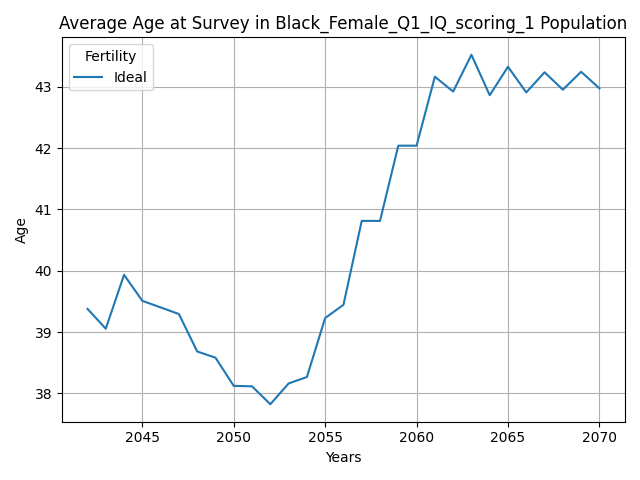 Average Age at Survey in Black_Female_Q1_IQ_scoring_1 Population
Fertility
Ideal
Age
43
42
41
40
39
38
2045 2050 2055 2060 2065 2070
Years